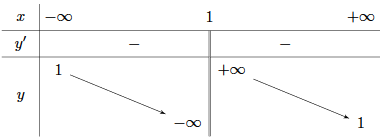 x −∞ 1 +∞
y′ − −
1 +∞
y
−∞ 1